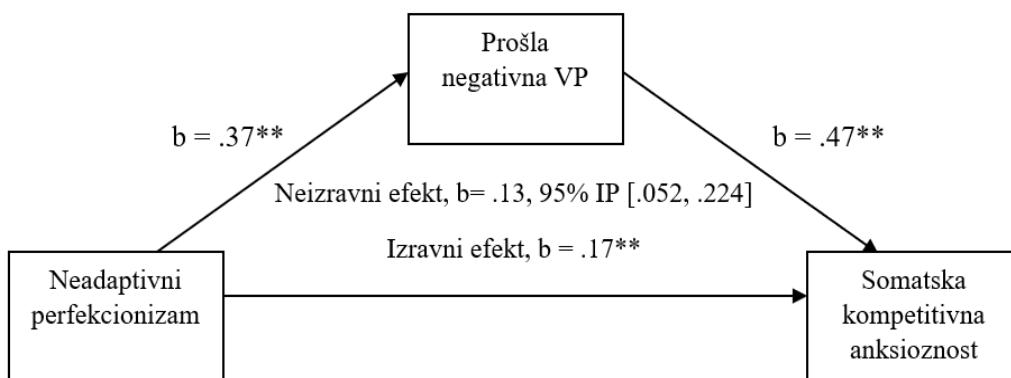 Prošla
negativna VP
b = .37**
b = .47**
Neizravni efekt, b= .13, 95% IP [.052, .224]
Izravni efekt, b = .17**
Neadaptivni
perfekcionizam
Somatska
kompetitivna
anksioznost